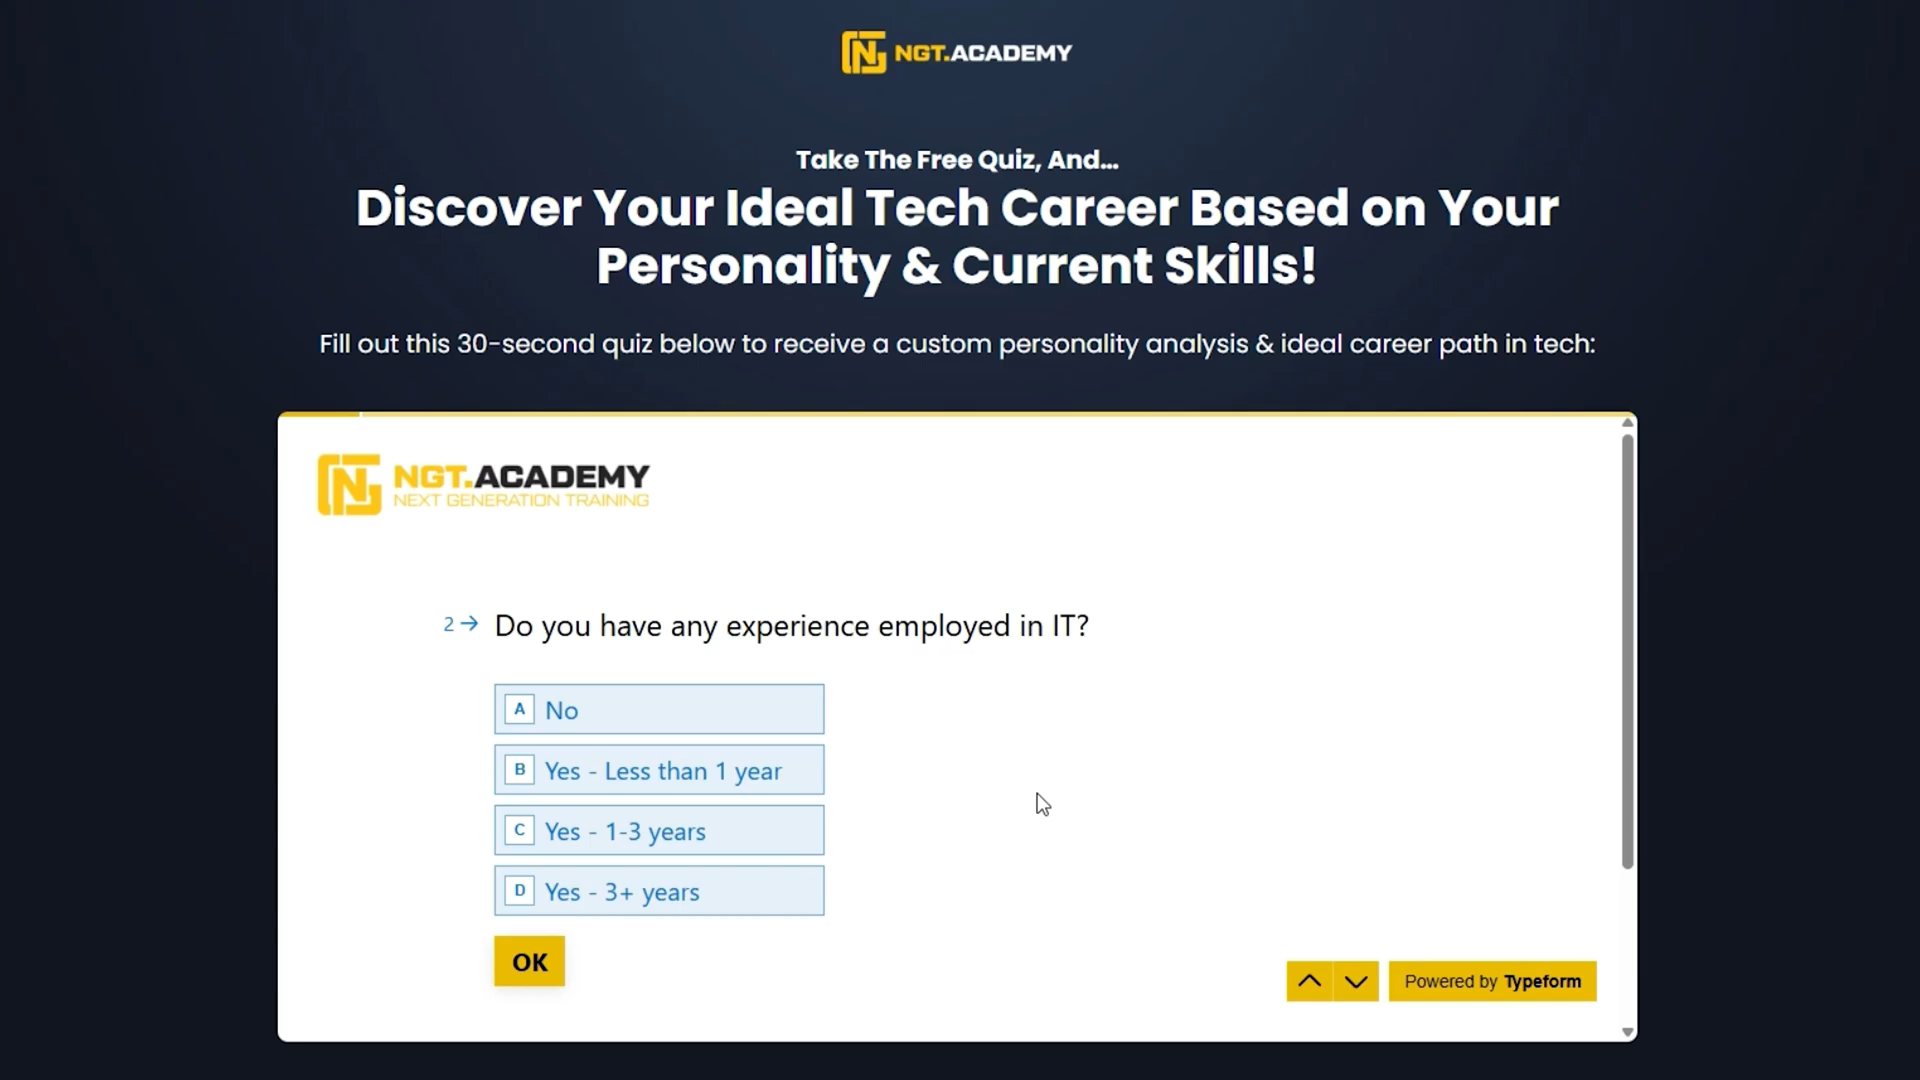 NGT.ACADEMY
Take The Free Quiz, And...
Discover Your Ideal Tech Career Based on Your
Personality & Current Skills!
Fill out this 30-second quiz below to receive a custom personality analysis & ideal career path in tech:
NGT.ACADEMY
NEXT GENERATION TRAINING
2 → Do you have any experience employed in IT?
A No
B Yes - Less than 1 year
C Yes - 1-3 years
D Yes - 3+ years
OK
Powered by Typeform